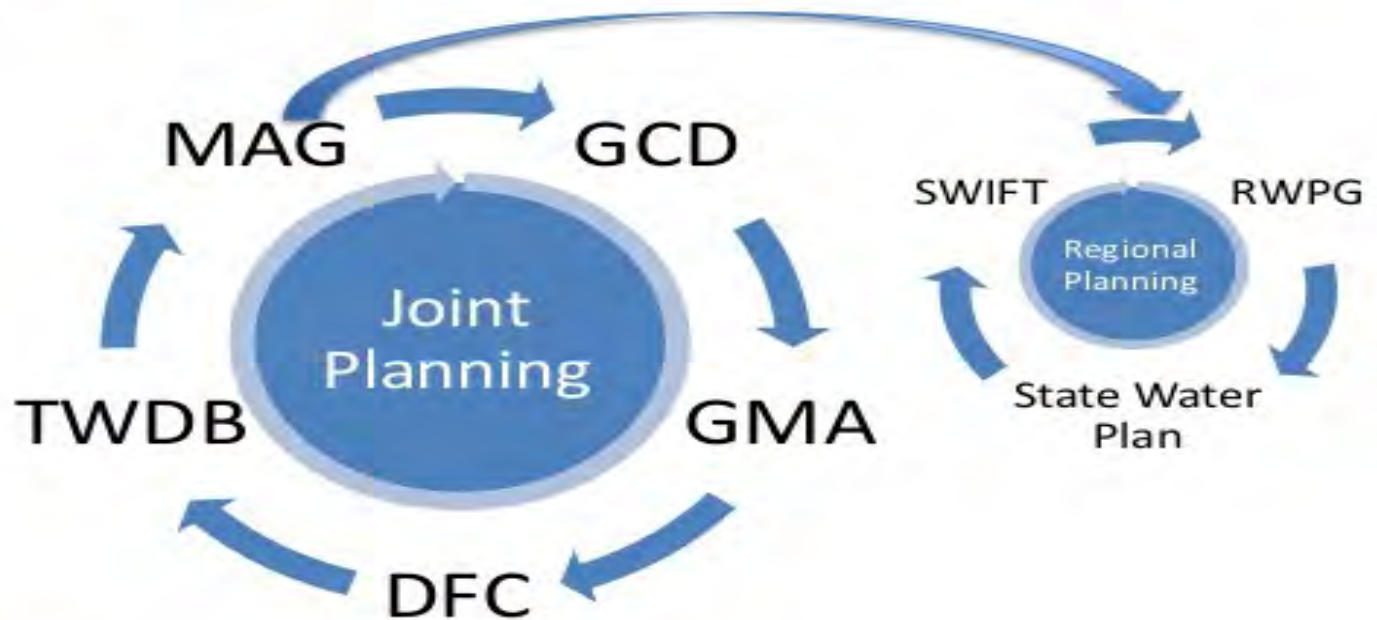 MAG
GCD
GMA
DFC
TWDB
Joint
Planning
SWIFT
RWPG
State Water
Plan
Regional
Planning